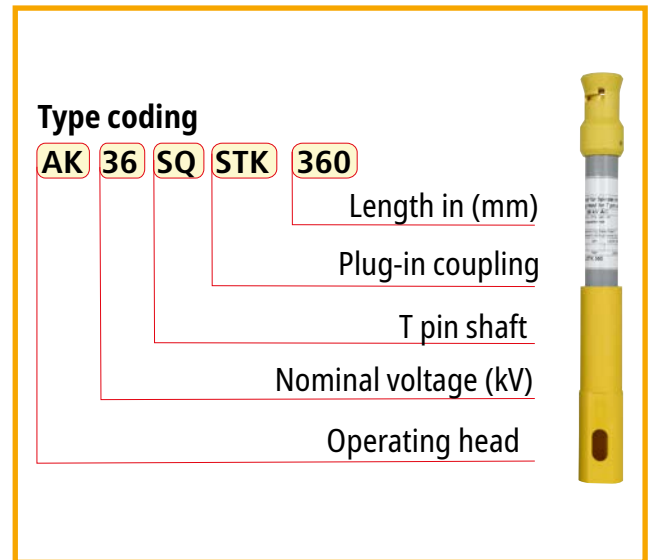 Type coding
AK 36 SQ STK 360
Length in (mm)
Plug-in coupling
T pin shaft
Nominal voltage (kV)
Operating head